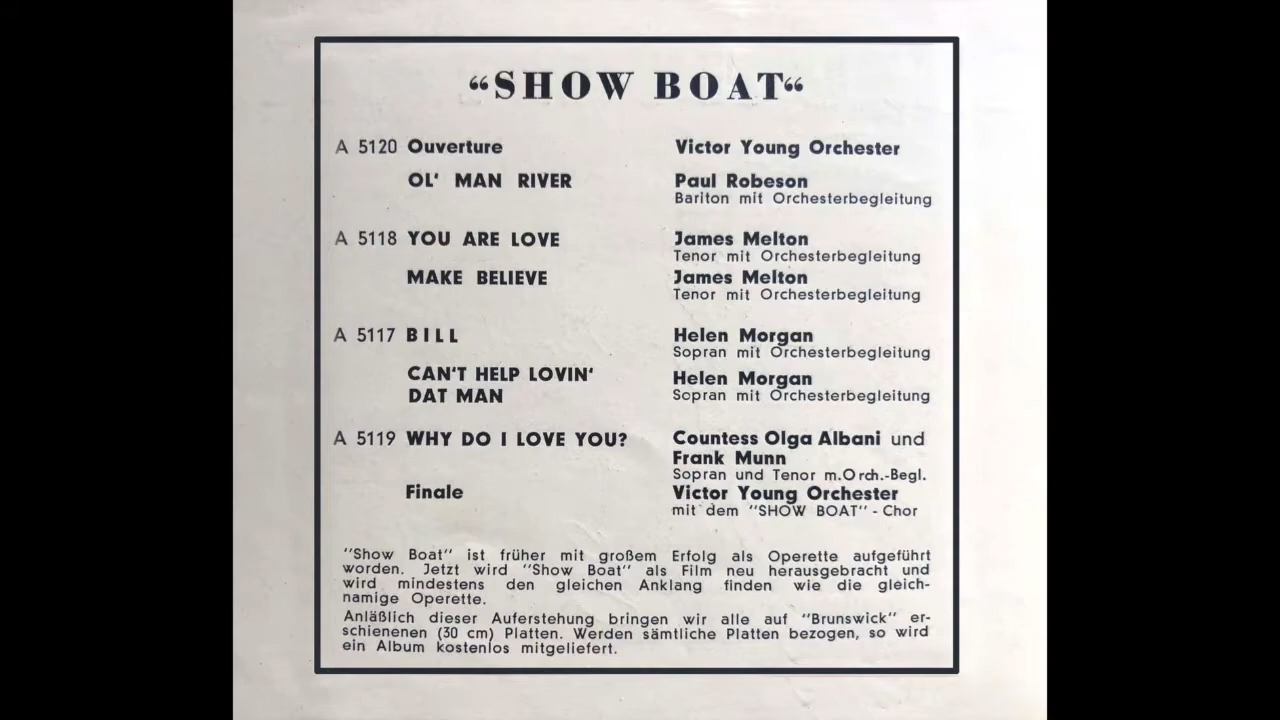 “SHOW BOAT“
A 5120 Ouverture Victor Young Orchester
OL' MAN RIVER Paul Robeson
Bariton mit Orchesterbegleitung
A 5118 YOU ARE LOVE James Melton
Tenor mit Orchesterbegleitung
MAKE BELIEVE James Melton
Tenor mit Orchesterbegleitung
A 5117 BILL Helen Morgan
Sopran mit Orchesterbegleitung
CAN'T HELP LOVIN' Helen Morgan
DAT MAN Sopran mit Orchesterbegleitung
A 5119 WHY DO I LOVE YOU? Countess Olga Albani und
Frank Munn
Sopran und Tenor m.Orch.-Begl.
Finale Victor Young Orchester
mit dem "SHOW BOAT" - Chor
"Show Boat" ist früher mit großem Erfolg als Operette aufgeführt
worden. Jetzt wird "Show Boat" als Film neu herausgebracht und
wird mindestens den gleichen Anklang finden wie die gleich-
namige Operette.
Anläßlich dieser Auferstehung bringen wir alle auf "Brunswick" er-
schienenen (30 cm) Platten. Werden sämtliche Platten bezogen, so wird
ein Album kostenlos mitgeliefert.